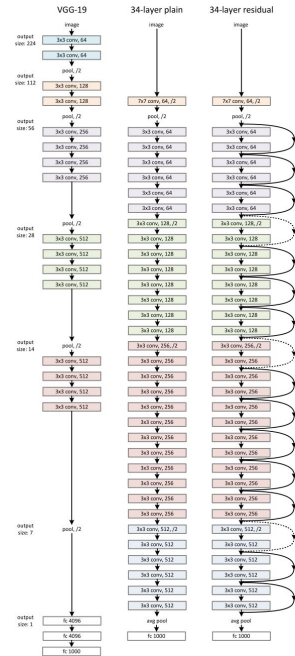 output
size: 224
output
size: 112
output
size: 56
output
size: 28
output
size: 14
output
size: 7
output
size: 1
VGG-19
image
3x3 conv, 64
3x3 conv, 64
pool, /2
3x3 conv, 128
3x3 conv, 128
pool, /2
3x3 conv, 256
3x3 conv, 256
3x3 conv, 256
3x3 conv, 256
pool, /2
3x3 conv, 512
3x3 conv, 512
3x3 conv, 512
3x3 conv, 512
pool, /2
3x3 conv, 512
3x3 conv, 512
3x3 conv, 512
3x3 conv, 512
pool, /2
fc 4096
fc 4096
fc 1000
34-layer plain
image
7x7 conv, 64, /2
pool, /2
3x3 conv, 64
3x3 conv, 64
3x3 conv, 64
3x3 conv, 64
3x3 conv, 64
3x3 conv, 64
3x3 conv, 128, /2
3x3 conv, 128
3x3 conv, 128
3x3 conv, 128
3x3 conv, 128
3x3 conv, 128
3x3 conv, 128
3x3 conv, 128
3x3 conv, 256, /2
3x3 conv, 256
3x3 conv, 256
3x3 conv, 256
3x3 conv, 256
3x3 conv, 256
3x3 conv, 256
3x3 conv, 256
3x3 conv, 256
3x3 conv, 256
3x3 conv, 256
3x3 conv, 256
3x3 conv, 512, /2
3x3 conv, 512
3x3 conv, 512
3x3 conv, 512
3x3 conv, 512
3x3 conv, 512
avg pool
fc 1000
34-layer residual
image
7x7 conv, 64, /2
pool, /2
3x3 conv, 64
3x3 conv, 64
3x3 conv, 64
3x3 conv, 64
3x3 conv, 64
3x3 conv, 64
3x3 conv, 128, /2
3x3 conv, 128
3x3 conv, 128
3x3 conv, 128
3x3 conv, 128
3x3 conv, 128
3x3 conv, 128
3x3 conv, 128
3x3 conv, 256, /2
3x3 conv, 256
3x3 conv, 256
3x3 conv, 256
3x3 conv, 256
3x3 conv, 256
3x3 conv, 256
3x3 conv, 256
3x3 conv, 256
3x3 conv, 256
3x3 conv, 256
3x3 conv, 256
3x3 conv, 512, /2
3x3 conv, 512
3x3 conv, 512
3x3 conv, 512
3x3 conv, 512
3x3 conv, 512
avg pool
fc 1000